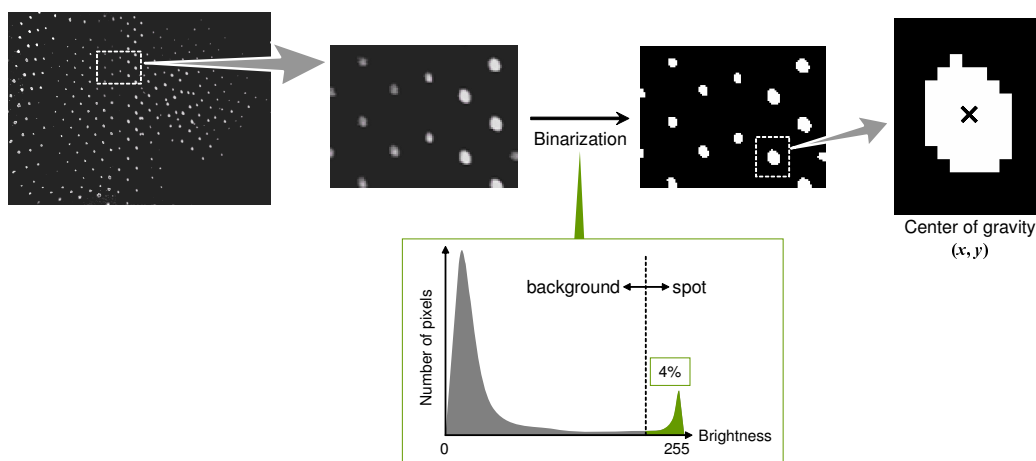 Binarization
Center of gravity
(x, y)
Number of pixels
background
spot
4%
0
255
Brightness